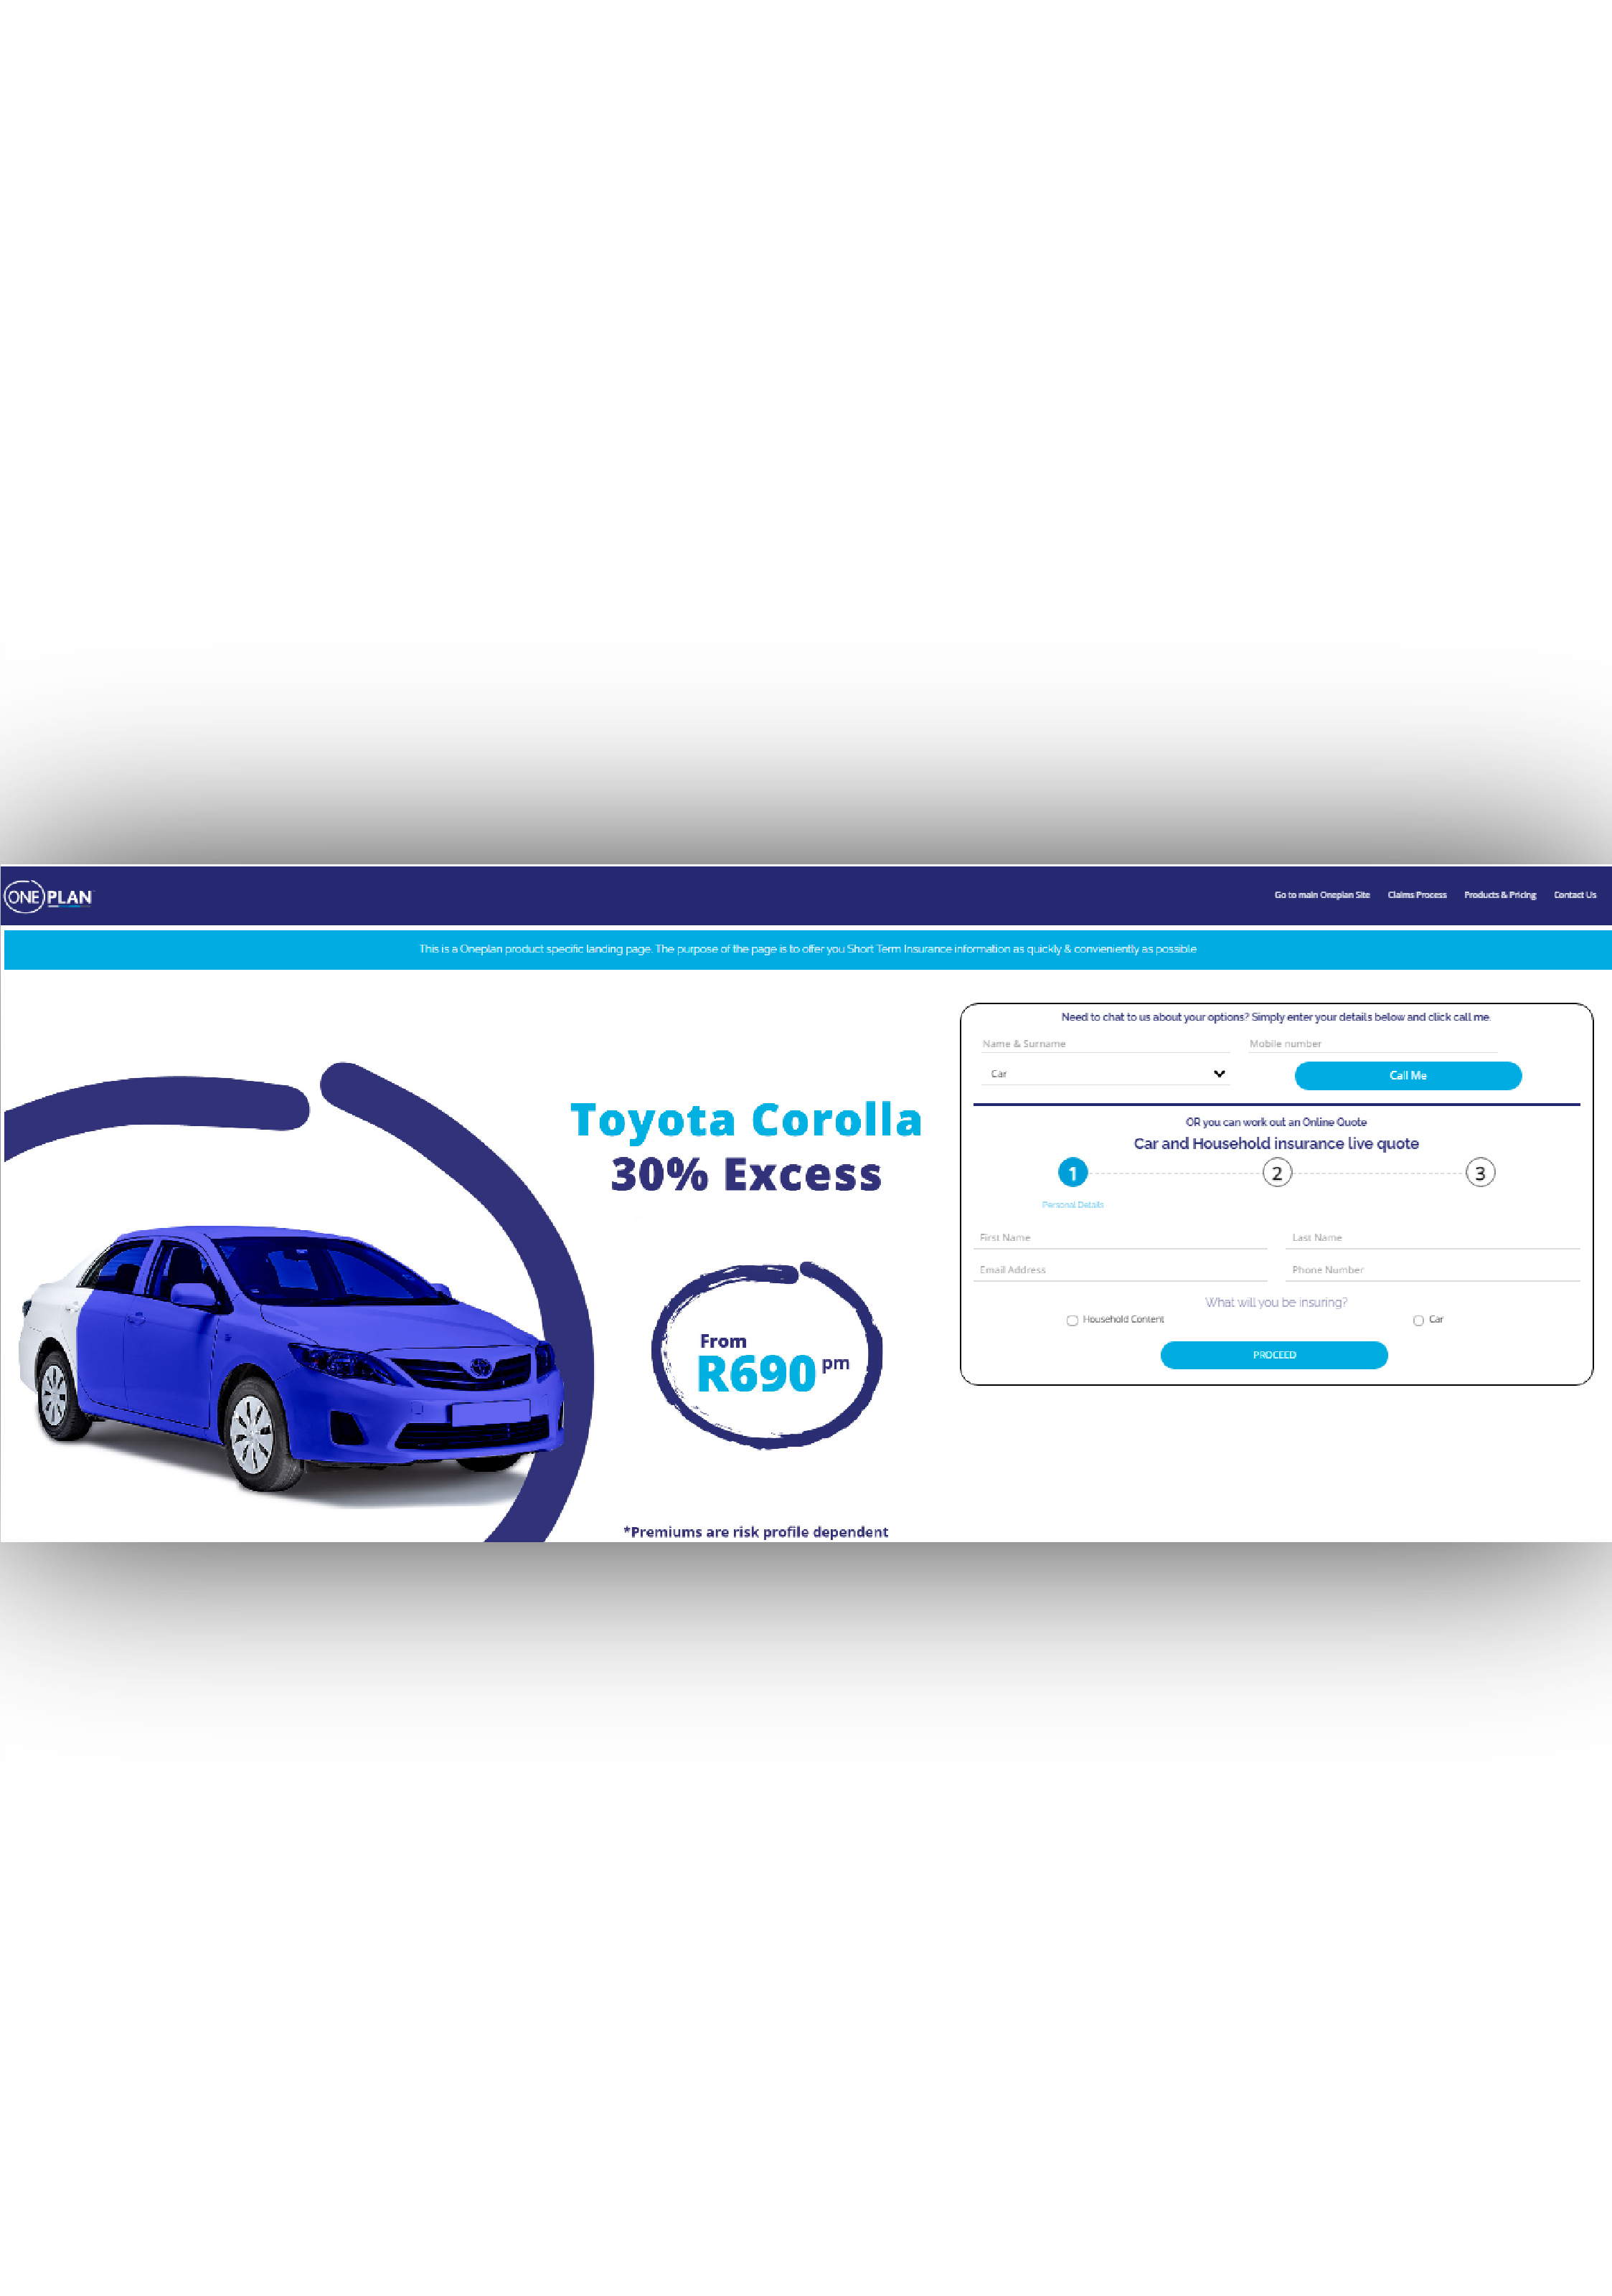 ONE PLAN
Go to main Oneplan Site Claims Process Products & Pricing Contact Us
This is a Oneplan product specific landing page. The purpose of the page is to offer you Short Term Insurance information as quickly & convieniently as possible
Toyota Corolla
30% Excess
From
R690 pm
*Premiums are risk profile dependent
Need to chat to us about your options? Simply enter your details below and click call me.
Name & Surname Mobile number
Car Call Me
OR you can work out an Online Quote
Car and Household insurance live quote
1 2 3
Personal Details
First Name Last Name
Email Address Phone Number
What will you be insuring?
Household Content Car
PROCEED